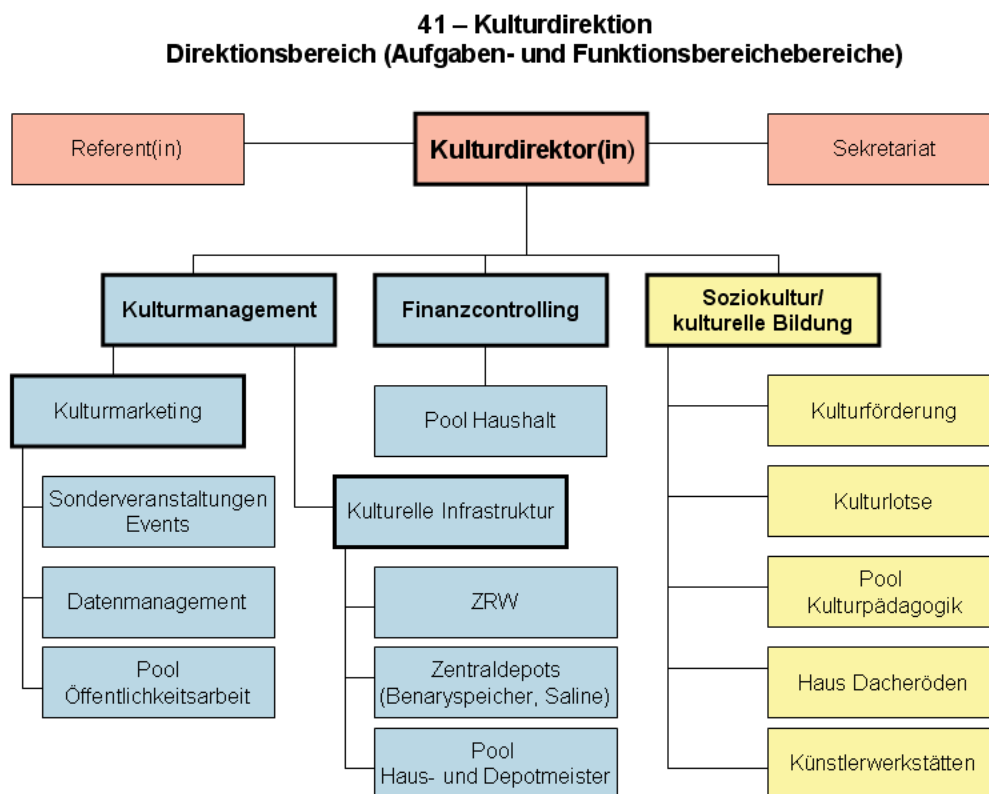 41 – Kulturdirektion
Direktionsbereich (Aufgaben- und Funktionsbereichebereiche)
Referent(in)
Kulturdirektor(in)
Sekretariat
Kulturmanagement
Finanzcontrolling
Soziokultur/
kulturelle Bildung
Kulturmarketing
Sonderveranstaltungen
Events
Datenmanagement
Pool
Öffentlichkeitsarbeit
Pool Haushalt
Kulturelle Infrastruktur
ZRW
Zentraldepots
(Benaryspeicher, Saline)
Pool
Haus- und Depotmeister
Kulturförderung
Kulturlotse
Pool
Kulturpädagogik
Haus Dacheröden
Künstlerwerkstätten